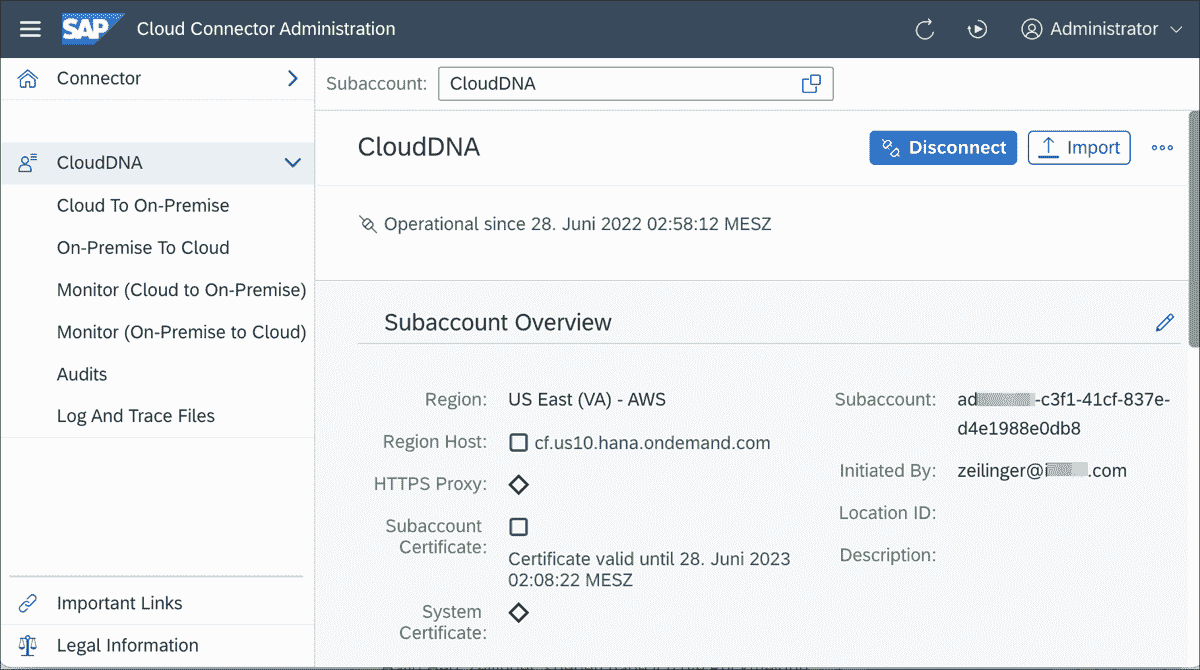 SAP Cloud Connector Administration
Administrator
Connector
Subaccount: CloudDNA
CloudDNA
Cloud To On-Premise
On-Premise To Cloud
Monitor (Cloud to On-Premise)
Monitor (On-Premise to Cloud)
Audits
Log And Trace Files
Important Links
Legal Information
CloudDNA
Disconnect
Import
Operational since 28. Juni 2022 02:58:12 MESZ
Subaccount Overview
Region: US East (VA) - AWS
Region Host: cf.us10.hana.ondemand.com
HTTPS Proxy:
Subaccount
Certificate:
Certificate valid until 28. Juni 2023
02:08:22 MESZ
System
Certificate:
Subaccount: ad -c3f1-41cf-837e-
d4e1988e0db8
Initiated By: zeilinger@i .com
Location ID:
Description: